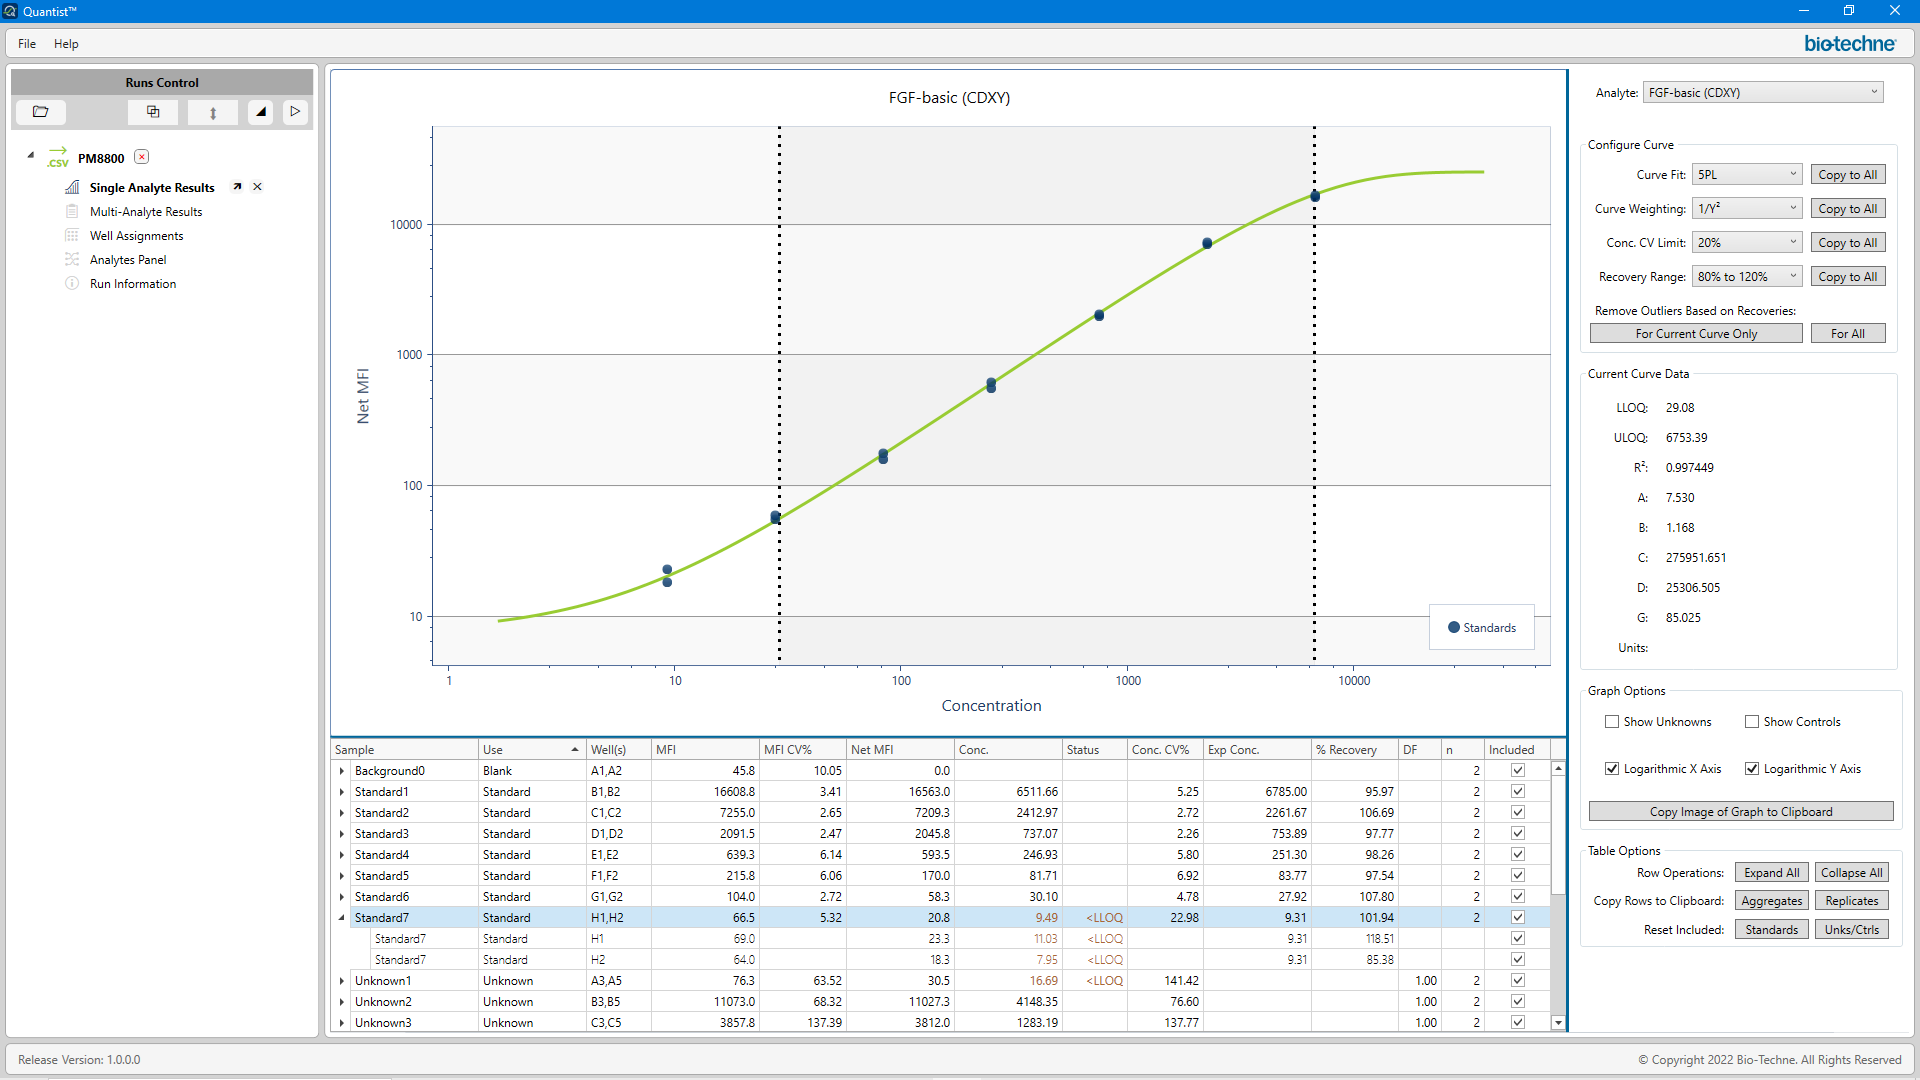 Quantist™
File Help
bio-techne
Runs Control
.CSV PM8800
Single Analyte Results
Multi-Analyte Results
Well Assignments
Analytes Panel
Run Information
FGF-basic (CDXY)
10000
1000
100
10
Net MFI
1 10 100 1000 10000
Concentration
Standards
Sample Use Well(s) MFI MFI CV% Net MFI Conc. Status Conc. CV% Exp Conc. % Recovery DF n Included
Background0 Blank A1,A2 45.8 10.05 0.0 2
Standard1 Standard B1,B2 16608.8 3.41 16563.0 6511.66 5.25 6785.00 95.97 2
Standard2 Standard C1,C2 7255.0 2.65 7209.3 2412.97 2.72 2261.67 106.69 2
Standard3 Standard D1,D2 2091.5 2.47 2045.8 737.07 2.26 753.89 97.77 2
Standard4 Standard E1,E2 639.3 6.14 593.5 246.93 5.80 251.30 98.26 2
Standard5 Standard F1,F2 215.8 6.06 170.0 81.71 6.92 83.77 97.54 2
Standard6 Standard G1,G2 104.0 2.72 58.3 30.10 4.78 27.92 107.80 2
Standard7 Standard H1,H2 66.5 5.32 20.8 9.49 <LLOQ 22.98 9.31 101.94 2
Standard7 Standard H1 69.0 23.3 11.03 <LLOQ 9.31 118.51
Standard7 Standard H2 64.0 18.3 7.95 <LLOQ 9.31 85.38
Unknown1 Unknown A3,A5 76.3 63.52 30.5 16.69 <LLOQ 141.42 1.00 2
Unknown2 Unknown B3,B5 11073.0 68.32 11027.3 4148.35 76.60 1.00 2
Unknown3 Unknown C3,C5 3857.8 137.39 3812.0 1283.19 137.77 1.00 2
Analyte: FGF-basic (CDXY)
Configure Curve
Curve Fit: 5PL Copy to All
Curve Weighting: 1/Y² Copy to All
Conc. CV Limit: 20% Copy to All
Recovery Range: 80% to 120% Copy to All
Remove Outliers Based on Recoveries:
For Current Curve Only For All
Current Curve Data
LLOQ: 29.08
ULOQ: 6753.39
R²: 0.997449
A: 7.530
B: 1.168
C: 275951.651
D: 25306.505
G: 85.025
Units:
Graph Options
Show Unknowns Show Controls
Logarithmic X Axis Logarithmic Y Axis
Copy Image of Graph to Clipboard
Table Options
Row Operations: Expand All Collapse All
Copy Rows to Clipboard: Aggregates Replicates
Reset Included: Standards Unks/Ctrls
Release Version: 1.0.0.0
© Copyright 2022 Bio-Techne. All Rights Reserved